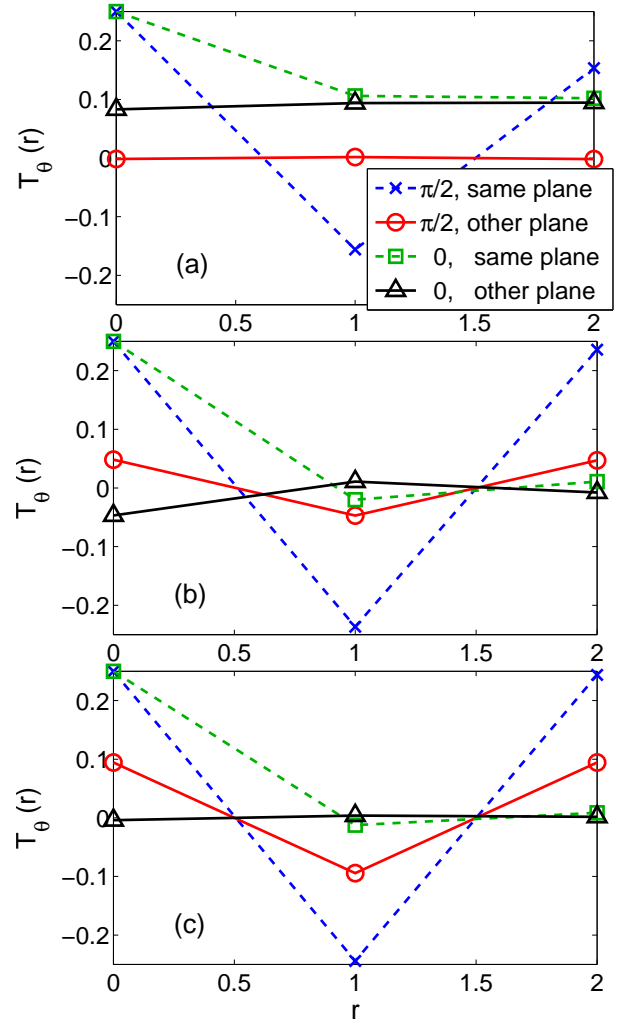 0.2
0.1
0
−0.1
−0.2
T_θ (r)
(a)
π/2, same plane
π/2, other plane
0, same plane
0, other plane
0 0.5 1 1.5 2
0.2
0.1
0
−0.1
−0.2
T_θ (r)
(b)
0 0.5 1 1.5 2
0.2
0.1
0
−0.1
−0.2
T_θ (r)
(c)
0 0.5 1 1.5 2
r